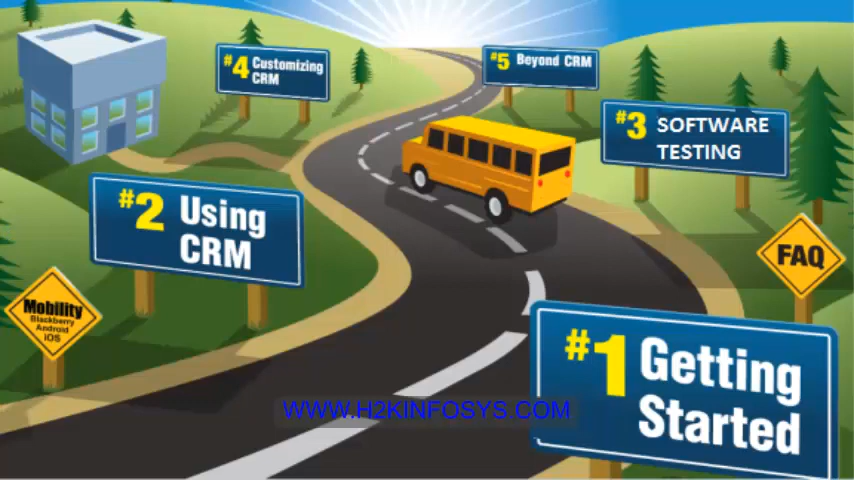 #4 Customizing
CRM
#5 Beyond CRM
#3 SOFTWARE
TESTING
#2 Using
CRM
FAQ
Mobility
Blackberry
Android
iOS
#1 Getting
Started
WWW.H2KINFOSYS.COM